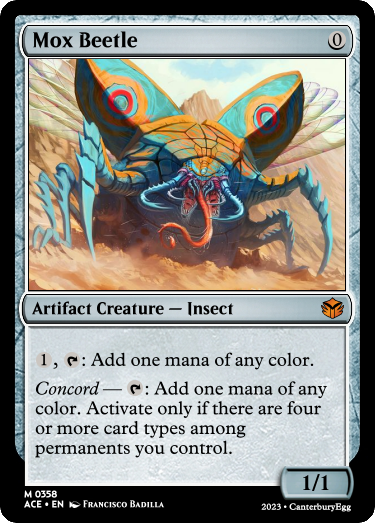 Mox Beetle 0
Artifact Creature — Insect
1, T: Add one mana of any color.
Concord — T: Add one mana of any
color. Activate only if there are four
or more card types among
permanents you control.
1/1
M 0358
ACE • EN Francisco Badilla
2023 • CanterburyEgg